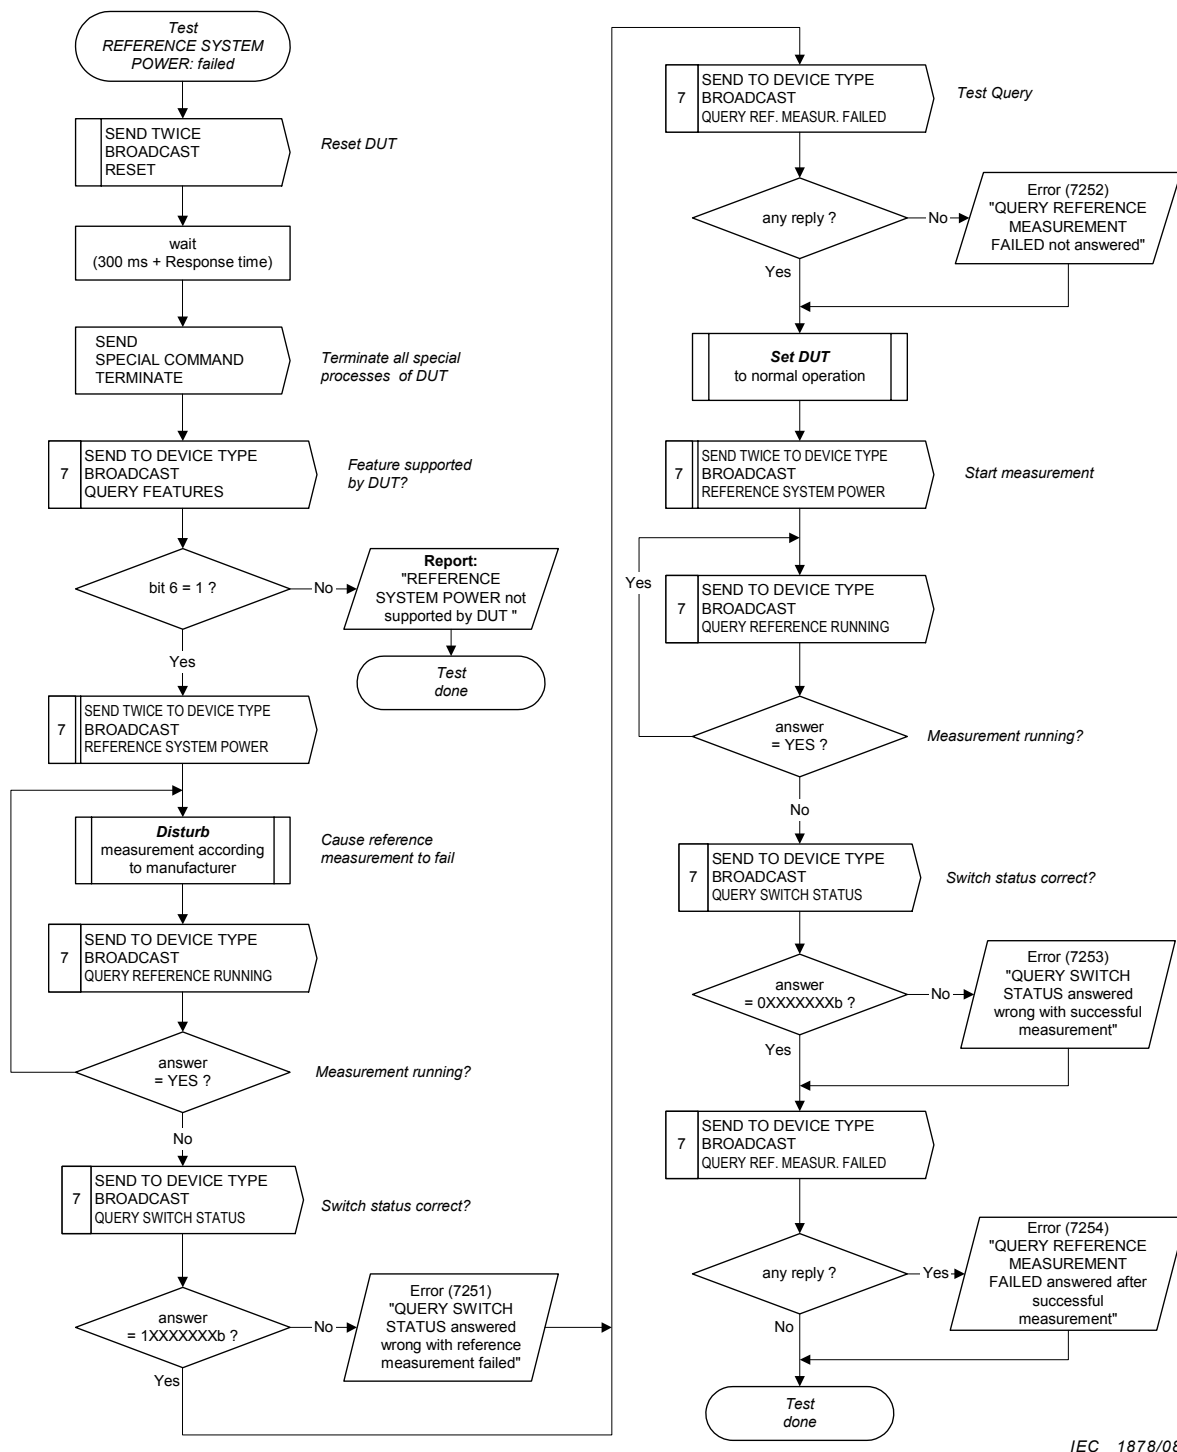 Test
REFERENCE SYSTEM
POWER: failed
SEND TWICE
BROADCAST
RESET
Reset DUT
wait
(300 ms + Response time)
SEND
SPECIAL COMMAND
TERMINATE
Terminate all special
processes of DUT
7
SEND TO DEVICE TYPE
BROADCAST
QUERY FEATURES
Feature supported
by DUT?
bit 6 = 1 ?
No
Report:
"REFERENCE
SYSTEM POWER not
supported by DUT "
Test
done
Yes
7
SEND TWICE TO DEVICE TYPE
BROADCAST
REFERENCE SYSTEM POWER
Disturb
measurement according
to manufacturer
Cause reference
measurement to fail
7
SEND TO DEVICE TYPE
BROADCAST
QUERY REFERENCE RUNNING
answer
= YES ?
Measurement running?
No
7
SEND TO DEVICE TYPE
BROADCAST
QUERY SWITCH STATUS
Switch status correct?
answer
= 1XXXXXXXb ?
No
Error (7251)
"QUERY SWITCH
STATUS answered
wrong with reference
measurement failed"
Yes
7
SEND TO DEVICE TYPE
BROADCAST
QUERY REF. MEASUR. FAILED
Test Query
any reply ?
No
Error (7252)
"QUERY REFERENCE
MEASUREMENT
FAILED not answered"
Yes
Set DUT
to normal operation
7
SEND TWICE TO DEVICE TYPE
BROADCAST
REFERENCE SYSTEM POWER
Start measurement
Yes
7
SEND TO DEVICE TYPE
BROADCAST
QUERY REFERENCE RUNNING
answer
= YES ?
Measurement running?
No
7
SEND TO DEVICE TYPE
BROADCAST
QUERY SWITCH STATUS
Switch status correct?
answer
= 0XXXXXXXb ?
No
Error (7253)
"QUERY SWITCH
STATUS answered
wrong with successful
measurement"
Yes
7
SEND TO DEVICE TYPE
BROADCAST
QUERY REF. MEASUR. FAILED
any reply ?
Yes
Error (7254)
"QUERY REFERENCE
MEASUREMENT
FAILED answered after
successful
measurement"
No
Test
done
IEC 1878/08